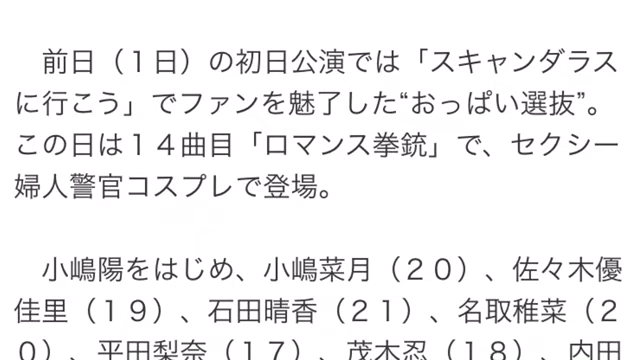 前日（１日）の初日公演では「スキャンダラス
に行こう」でファンを魅了した“おっぱい選抜”。
この日は１４曲目「ロマンス拳銃」で、セクシー
婦人警官コスプレで登場。
小嶋陽をはじめ、小嶋菜月（２０）、佐々木優
佳里（１９）、石田晴香（２１）、名取稚菜（２
０）、平田梨奈（１７）、茂木忍（１８）、内田